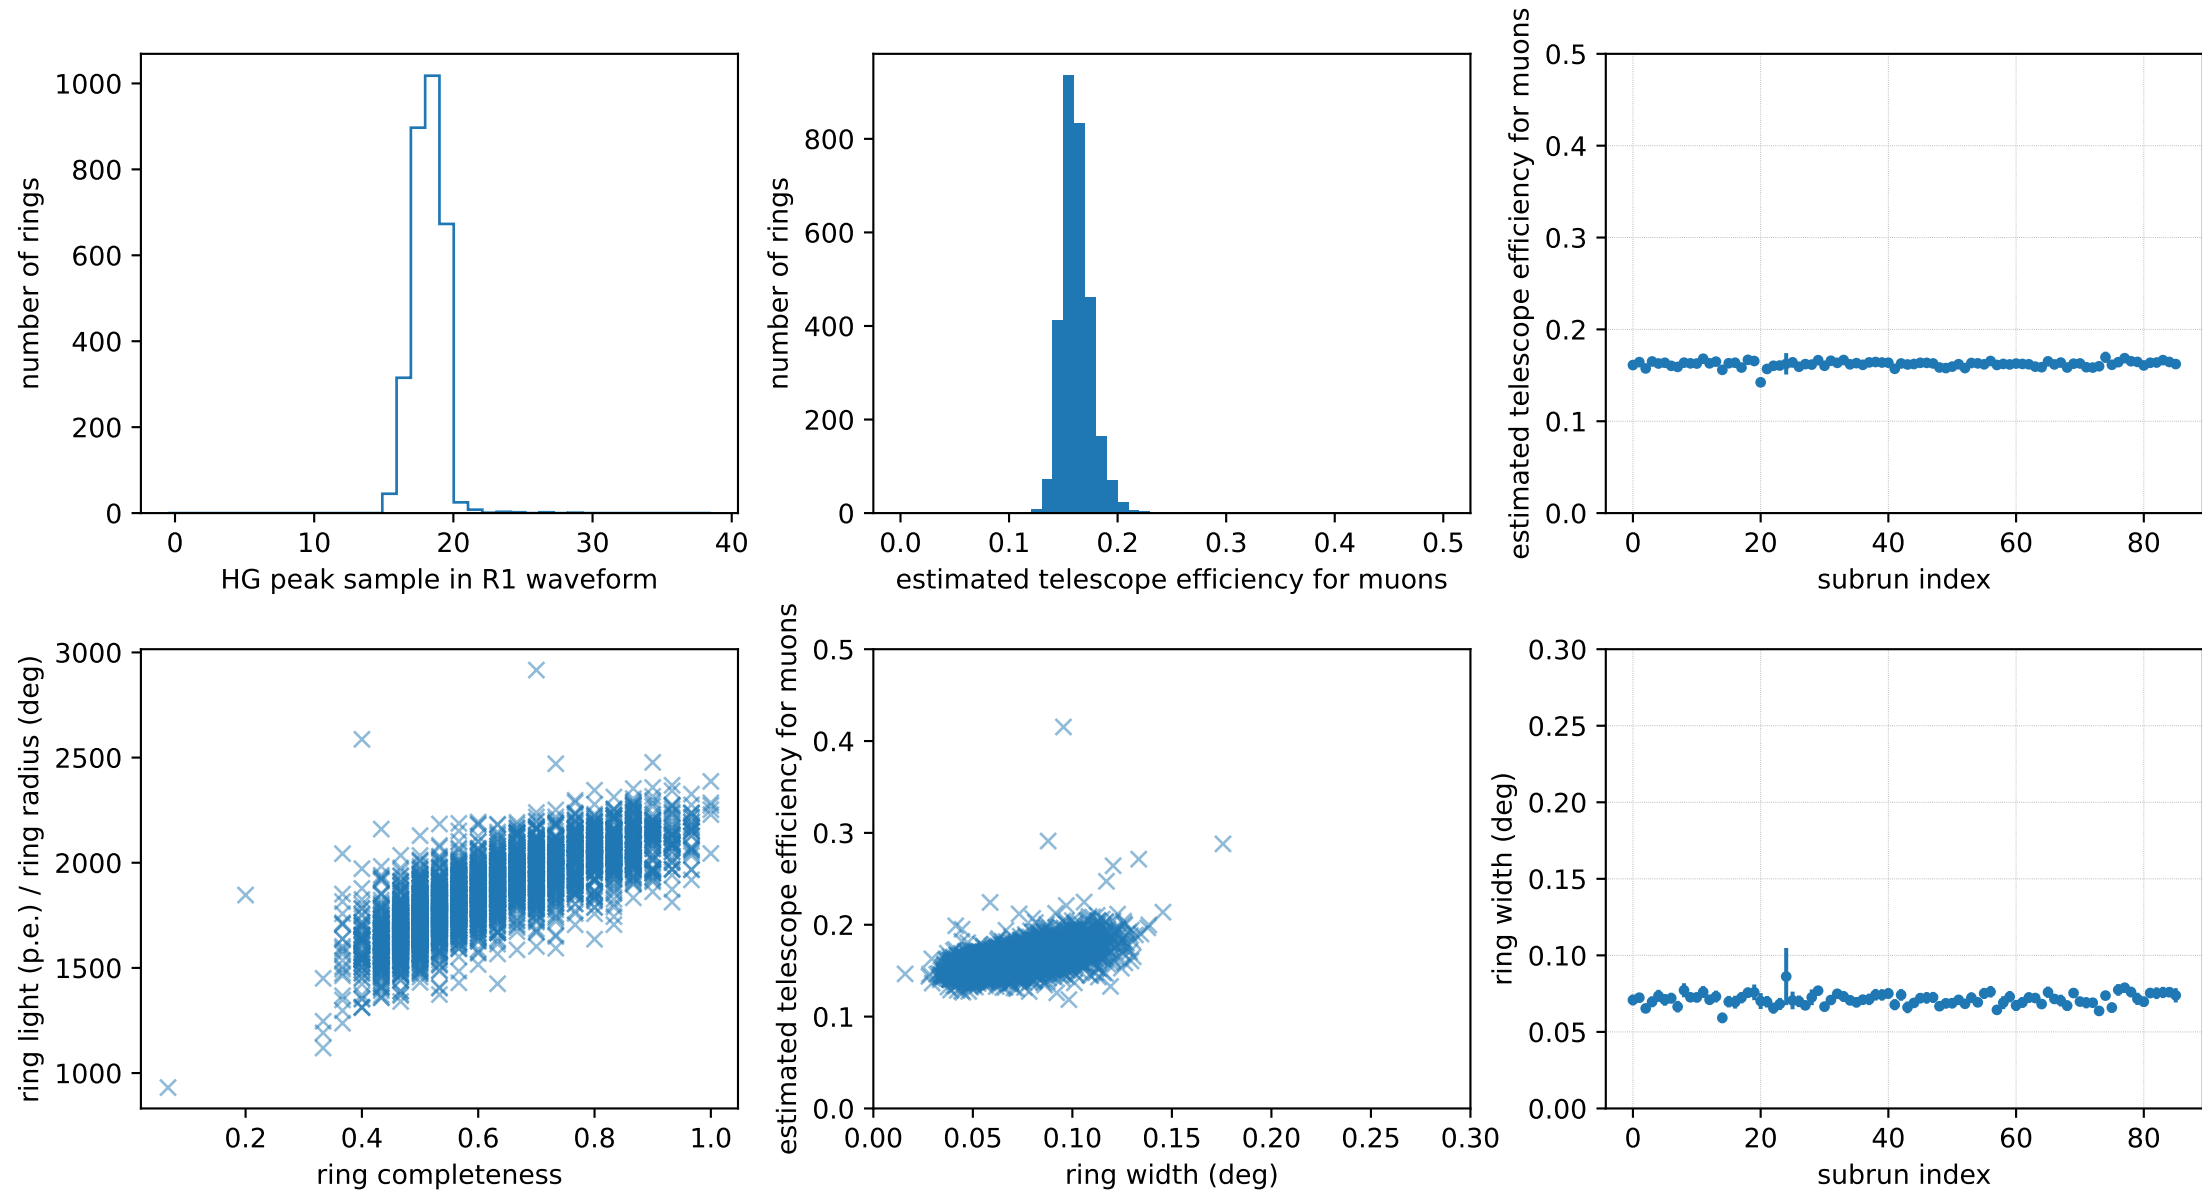 number of rings
1000
800
600
400
200
0
0 10 20 30 40
HG peak sample in R1 waveform
number of rings
800
600
400
200
0
0.0 0.1 0.2 0.3 0.4 0.5
estimated telescope efficiency for muons
estimated telescope efficiency for muons
0.5
0.4
0.3
0.2
0.1
0.0
0 20 40 60 80
subrun index
ring light (p.e.) / ring radius (deg)
3000
2500
2000
1500
1000
0.2 0.4 0.6 0.8 1.0
ring completeness
estimated telescope efficiency for muons
0.5
0.4
0.3
0.2
0.1
0.0
0.00 0.05 0.10 0.15 0.20 0.25 0.30
ring width (deg)
ring width (deg)
0.30
0.25
0.20
0.15
0.10
0.05
0.00
0 20 40 60 80
subrun index